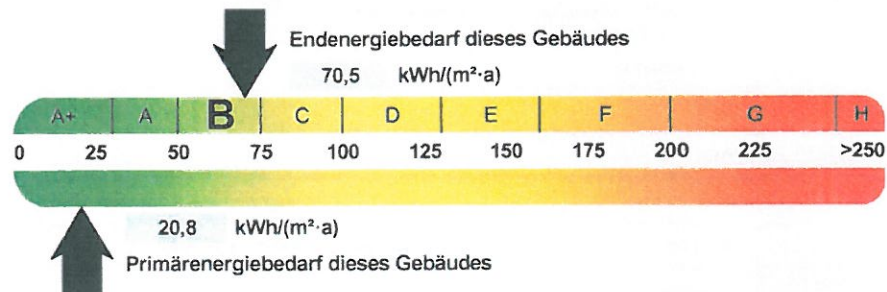 Endenergiebedarf dieses Gebäudes
70,5 kWh/(m²·a)
A+ A B C D E F G H
0 25 50 75 100 125 150 175 200 225 >250
20,8 kWh/(m²·a)
Primärenergiebedarf dieses Gebäudes